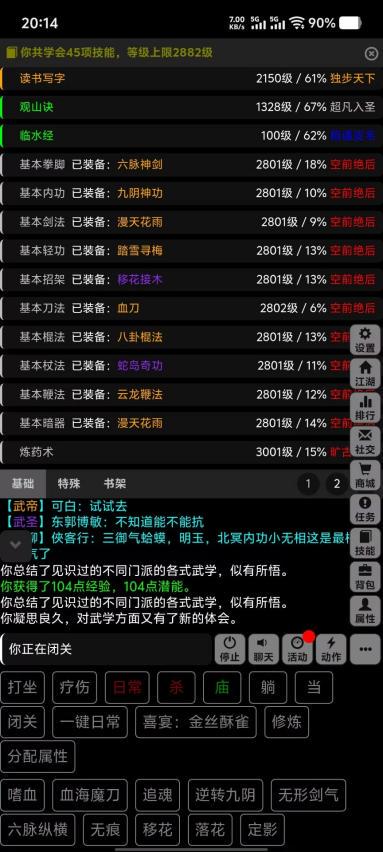 20:14 7.00 KB/s 5G 5G 90%
你共学会45项技能，等级上限2882级
读书写字 2150级 / 61% 独步天下
观山诀 1328级 / 67% 超凡入圣
临水经 100级 / 62%
基本拳脚 已装备：六脉神剑 2801级 / 18% 空前绝后
基本内功 已装备：九阴神功 2801级 / 10% 空前绝后
基本剑法 已装备：漫天花雨 2801级 / 9% 空前绝后
基本轻功 已装备：踏雪寻梅 2801级 / 13% 空前绝后
基本招架 已装备：移花接木 2801级 / 13% 空前绝后
基本刀法 已装备：血刀 2802级 / 6% 空前绝后
基本棍法 已装备：八卦棍法 2801级 / 13% 空前
设置
基本杖法 已装备：蛇岛奇功 2801级 / 11% 空前
江湖
基本鞭法 已装备：云龙鞭法 2801级 / 12% 空前
排行
基本暗器 已装备：漫天花雨 2801级 / 14% 空前
社交
炼药术 3001级 / 15% 旷古
商城
基础 特殊 书架 1 2
【武帝】可白：试试去
任务
【武圣】东郭博敏：不知道能不能抗
聊】侠客行：三御气蛤蟆，明玉，北冥内功小无相这是最
技能
气了
你总结了见识过的不同门派的各式武学，似有所悟。
背包
你获得了104点经验，104点潜能。
你总结了见识过的不同门派的各式武学，似有所悟。
属性
你凝思良久，对武学方面又有了新的体会。
你正在闭关 停止 聊天 活动 动作
打坐 疗伤 日常 杀 庙 躺 当
闭关 一键日常 喜宴：金丝酥雀 修炼
分配属性
嗜血 血海魔刀 追魂 逆转九阴 无形剑气
六脉纵横 无痕 移花 落花 定影